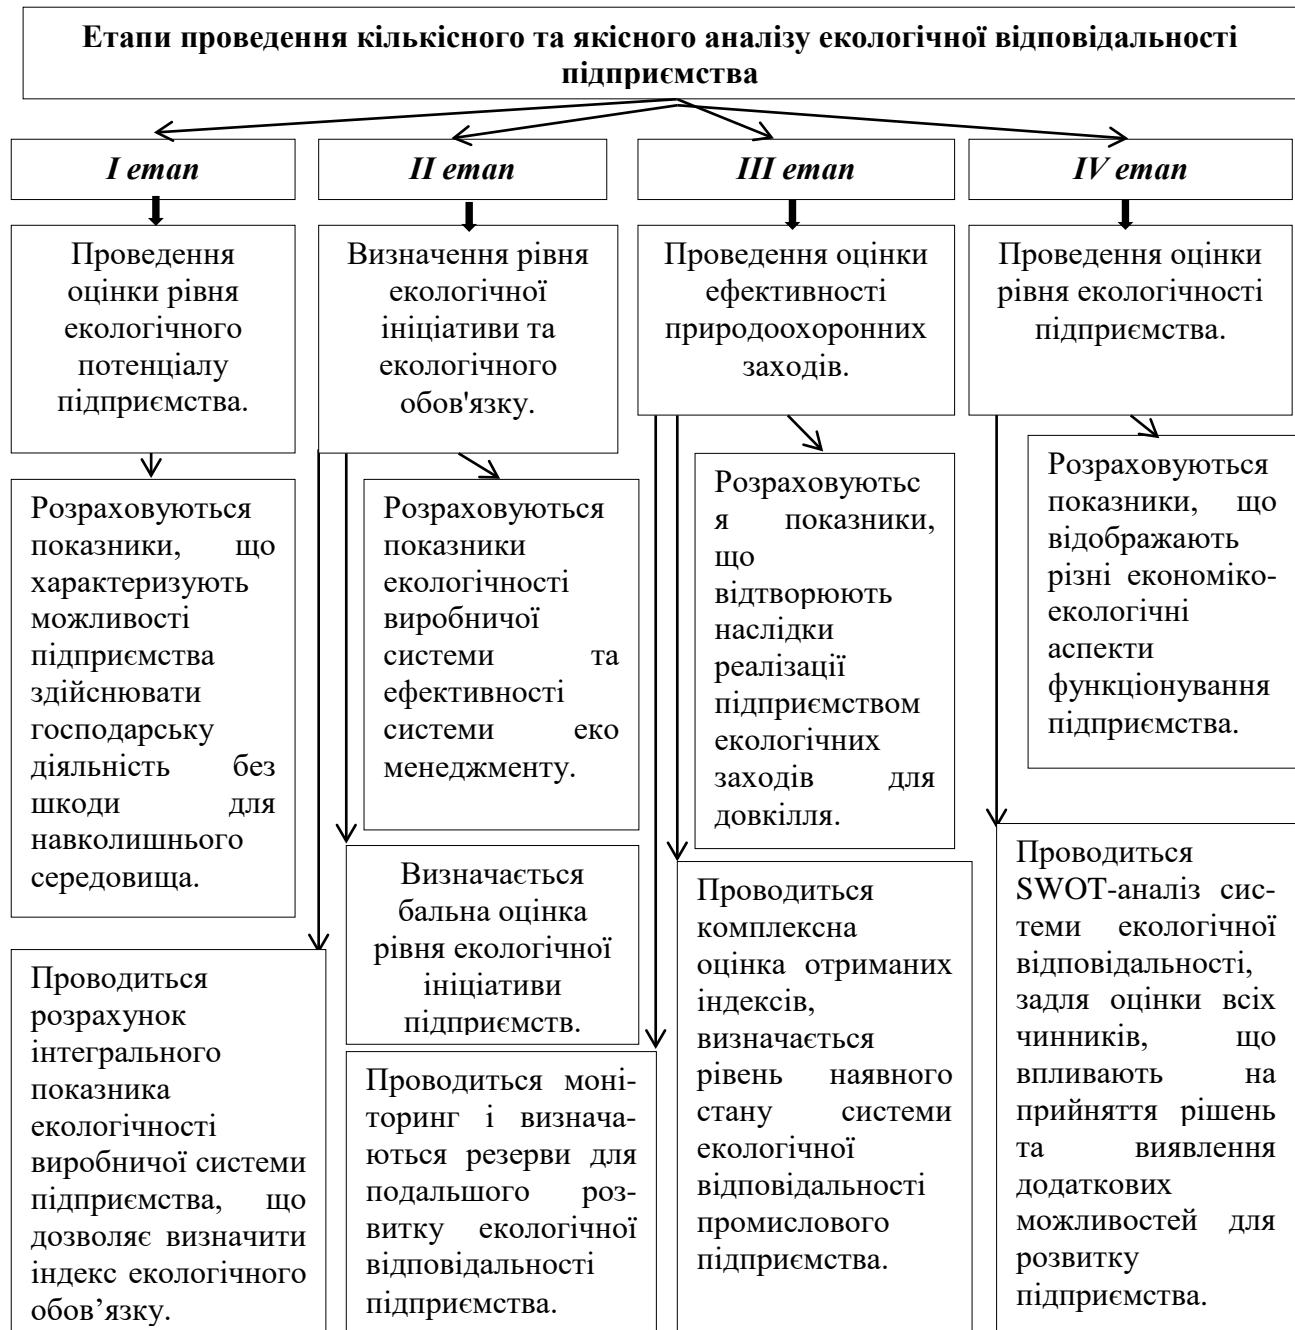 Етапи проведення кількісного та якісного аналізу екологічної відповідальності
підприємства
I етап
II етап
III етап
IV етап
Проведення
оцінки рівня
екологічного
потенціалу
підприємства.
Визначення рівня
екологічної
ініціативи та
екологічного
обов'язку.
Проведення оцінки
ефективності
природоохоронних
заходів.
Проведення оцінки
рівня екологічності
підприємства.
Розраховуються
показники, що
характеризують
можливості
підприємства
здійснювати
господарську
діяльність без
шкоди для
навколишнього
середовища.
Розраховуються
показники
екологічності
виробничої
системи та
ефективності
системи еко
менеджменту.
Розраховуютьс
я показники,
що
відтворюють
наслідки
реалізації
підприємством
екологічних
заходів для
довкілля.
Розраховуються
показники, що
відображають
різні економіко-
екологічні
аспекти
функціонування
підприємства.
Проводиться
розрахунок
інтегрального
показника
екологічності
виробничої системи
підприємства, що
дозволяє визначити
індекс екологічного
обов’язку.
Визначається
бальна оцінка
рівня екологічної
ініціативи
підприємств.
Проводиться моні-
торинг і визнача-
ються резерви для
подальшого роз-
витку екологічної
відповідальності
підприємства.
Проводиться
комплексна
оцінка отриманих
індексів,
визначається
рівень наявного
стану системи
екологічної
відповідальності
промислового
підприємства.
Проводиться
SWOT-аналіз сис-
теми екологічної
відповідальності,
задля оцінки всіх
чинників, що
впливають на
прийняття рішень
та виявлення
додаткових
можливостей для
розвитку
підприємства.